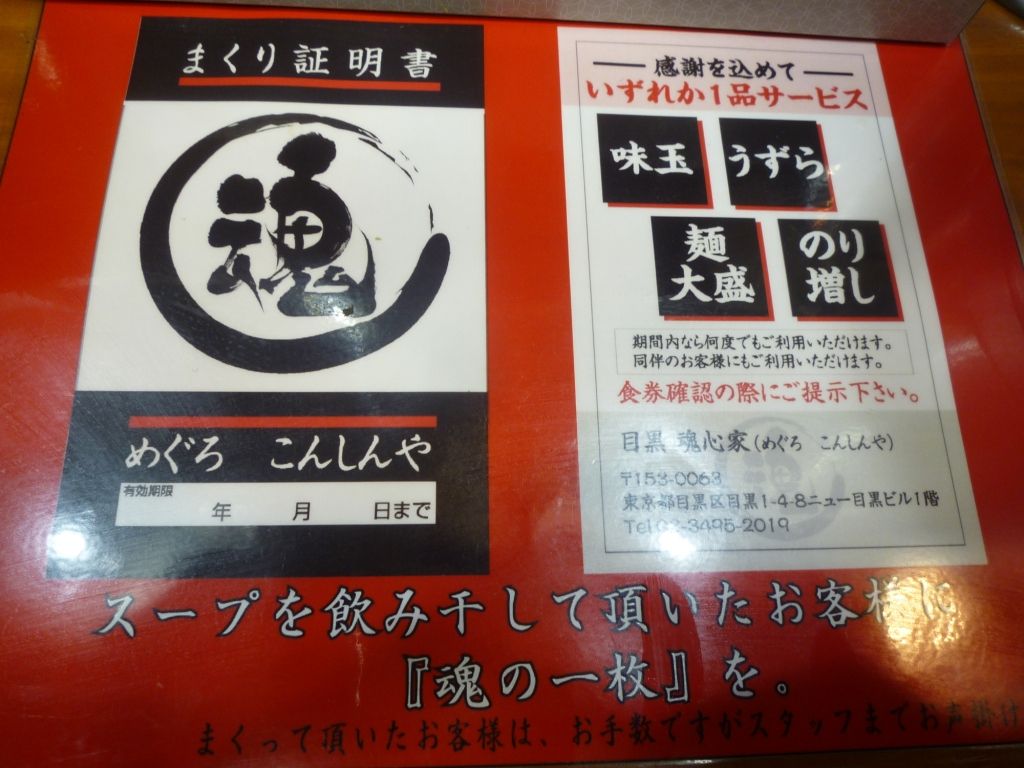 まくり証明書
魂
めぐろ こんしんや
有効期限
年 月 日まで
感謝を込めて
いずれか1品サービス
味玉
うずら
麺
大盛
のり
増し
期間内なら何度でもご利用いただけます。
同伴のお客様にもご利用いただけます。
食券確認の際にご提示下さい。
目黒 魂心家(めぐろ こんしんや)
〒153-0063
東京都目黒区目黒1-4-8ニュー目黒ビル1階
Tel 03-3495-2019
スープを飲み干して頂いたお客様に
『魂の一枚』を。
まくって頂いたお客様は、お手数ですがスタッフまでお声掛け